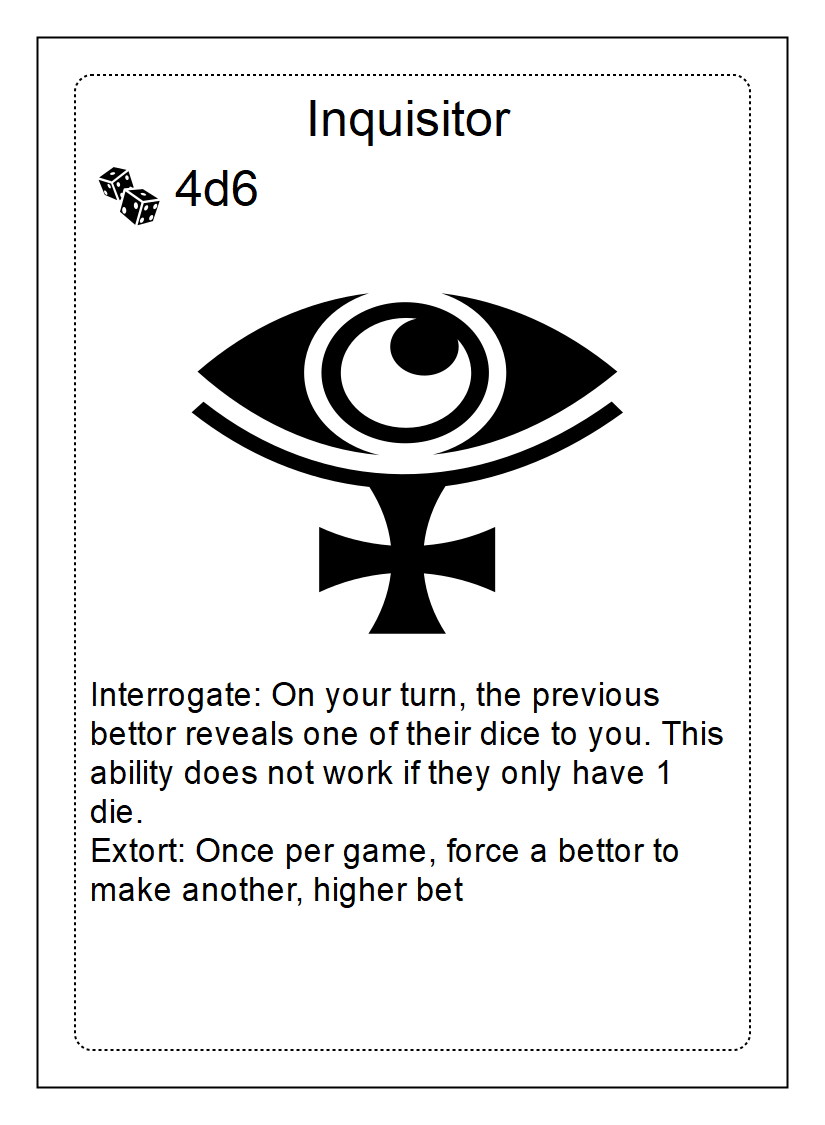 Inquisitor
4d6
Interrogate: On your turn, the previous
bettor reveals one of their dice to you. This
ability does not work if they only have 1
die.
Extort: Once per game, force a bettor to
make another, higher bet